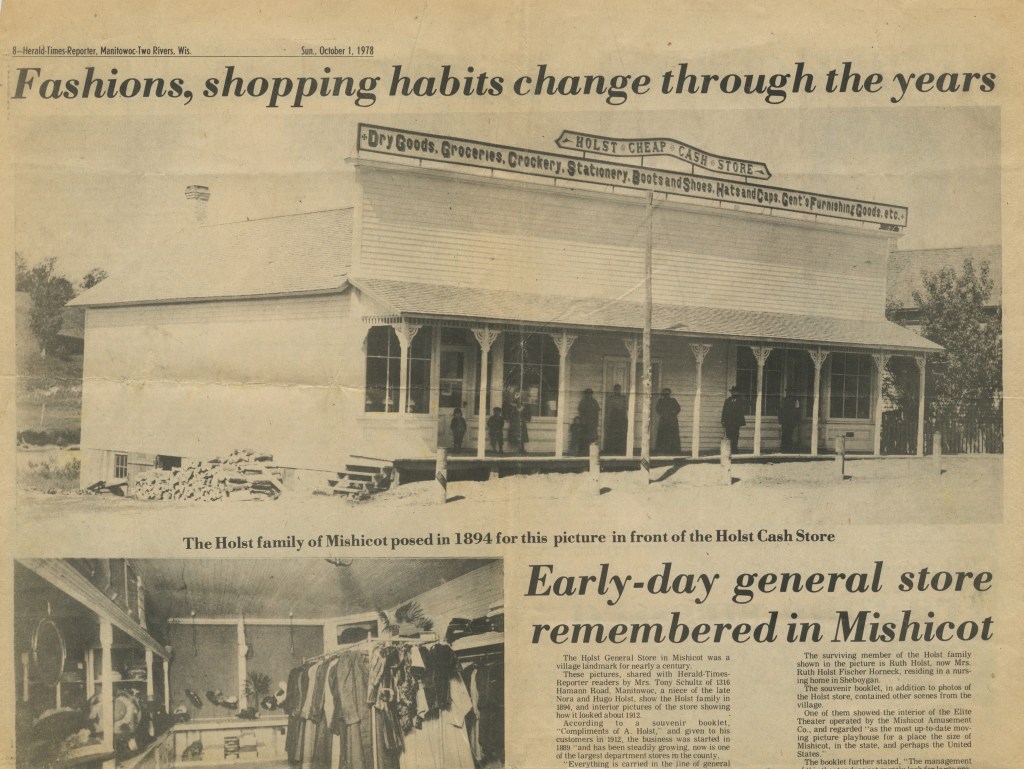 8—Herald-Times-Reporter, Manitowoc-Two Rivers, Wis. Sun., October 1, 1978
Fashions, shopping habits change through the years
HOLST CHEAP CASH STORE
Dry Goods, Groceries, Crockery, Stationery, Boots and Shoes, Hats and Caps, Gent's Furnishing Goods, etc.
The Holst family of Mishicot posed in 1894 for this picture in front of the Holst Cash Store
Early-day general store
remembered in Mishicot
The Holst General Store in Mishicot was a
village landmark for nearly a century.
These pictures, shared with Herald-Times-
Reporter readers by Mrs. Tony Schultz of 1316
Hamann Road, Manitowoc, a niece of the late
Nora and Hugo Holst, show the Holst family in
1894, and interior pictures of the store showing
how it looked about 1912.
According to a souvenir booklet,
"Compliments of A. Holst," and given to his
customers in 1912, the business was started in
1889 "and has been steadily growing, now is one
of the largest department stores in the county.
"Everything is carried in the line of general
The surviving member of the Holst family
shown in the picture is Ruth Holst, now Mrs.
Ruth Holst Fischer Horneck, residing in a nur-
sing home in Sheboygan.
The souvenir booklet, in addition to photos of
the Holst store, contained other scenes from the
village.
One of them showed the interior of the Elite
Theater operated by the Mishicot Amusement
Co., and regarded "as the most up-to-date mov-
ing picture playhouse for a place the size of
Mishicot, in the state, and perhaps the United
States."
The booklet further stated, "The management